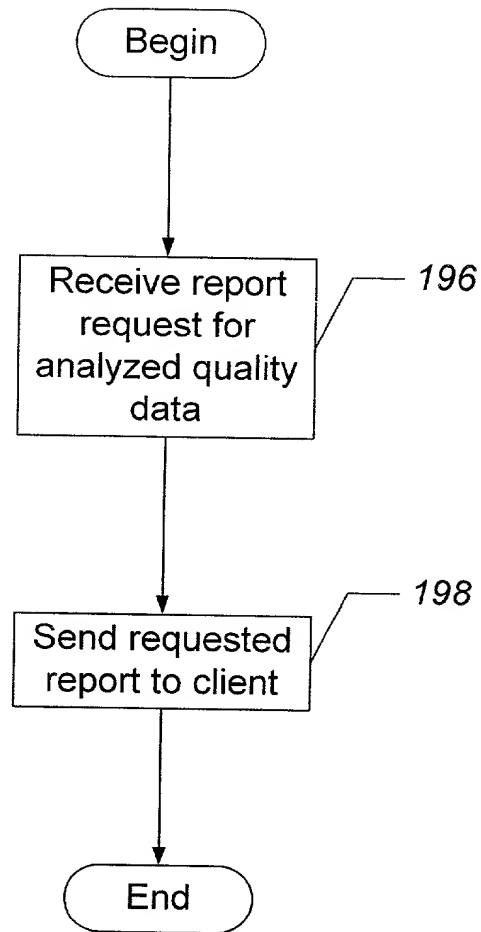 Begin
Receive report
request for
analyzed quality
data
196
Send requested
report to client
198
End